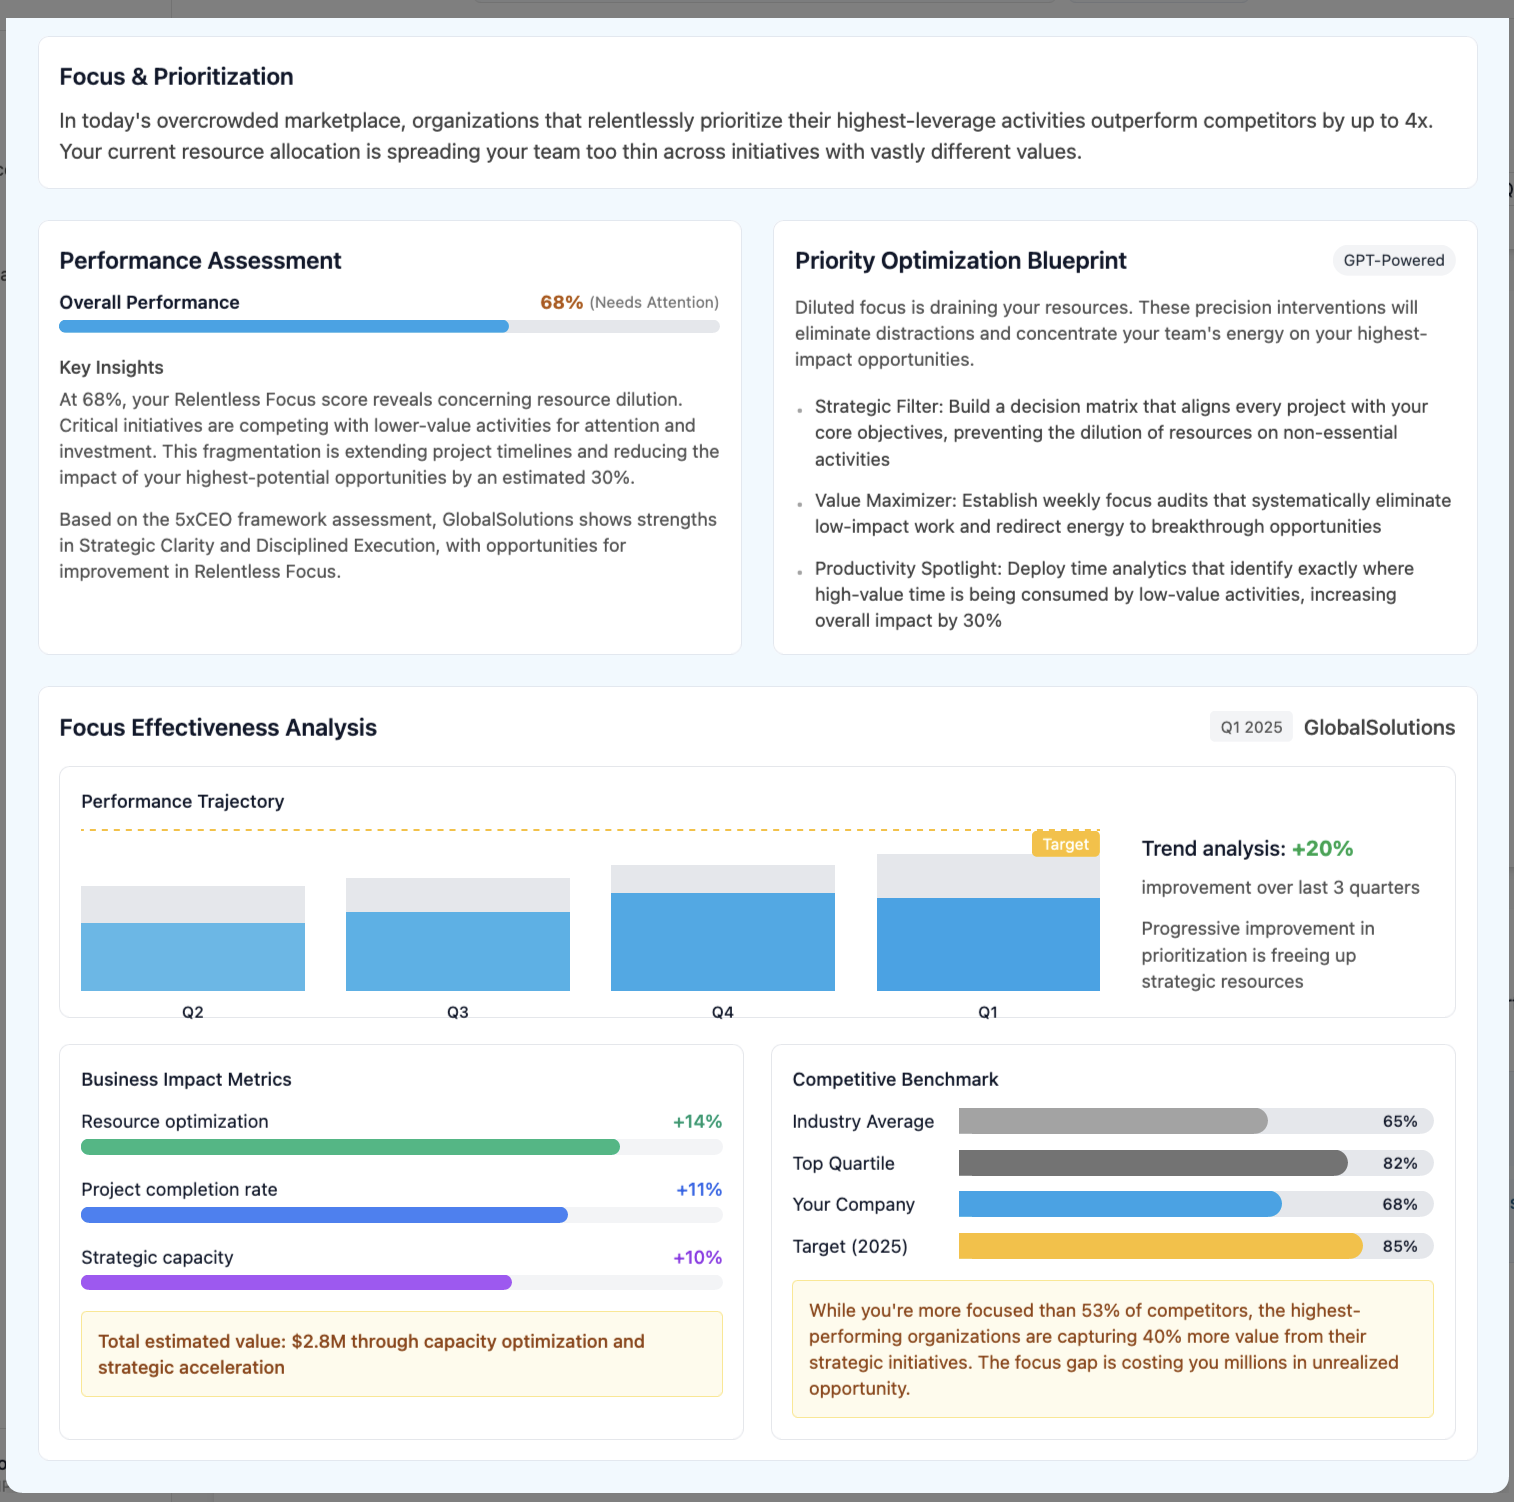 Focus & Prioritization
In today's overcrowded marketplace, organizations that relentlessly prioritize their highest-leverage activities outperform competitors by up to 4x.
Your current resource allocation is spreading your team too thin across initiatives with vastly different values.
Performance Assessment
Overall Performance
68% (Needs Attention)
Key Insights
At 68%, your Relentless Focus score reveals concerning resource dilution.
Critical initiatives are competing with lower-value activities for attention and
investment. This fragmentation is extending project timelines and reducing the
impact of your highest-potential opportunities by an estimated 30%.
Based on the 5xCEO framework assessment, GlobalSolutions shows strengths
in Strategic Clarity and Disciplined Execution, with opportunities for
improvement in Relentless Focus.
Priority Optimization Blueprint
GPT-Powered
Diluted focus is draining your resources. These precision interventions will
eliminate distractions and concentrate your team's energy on your highest-
impact opportunities.
Strategic Filter: Build a decision matrix that aligns every project with your
core objectives, preventing the dilution of resources on non-essential
activities
Value Maximizer: Establish weekly focus audits that systematically eliminate
low-impact work and redirect energy to breakthrough opportunities
Productivity Spotlight: Deploy time analytics that identify exactly where
high-value time is being consumed by low-value activities, increasing
overall impact by 30%
Focus Effectiveness Analysis
Q1 2025
GlobalSolutions
Performance Trajectory
Target
Q2
Q3
Q4
Q1
Trend analysis: +20%
improvement over last 3 quarters
Progressive improvement in
prioritization is freeing up
strategic resources
Business Impact Metrics
Resource optimization
+14%
Project completion rate
+11%
Strategic capacity
+10%
Total estimated value: $2.8M through capacity optimization and
strategic acceleration
Competitive Benchmark
Industry Average
65%
Top Quartile
82%
Your Company
68%
Target (2025)
85%
While you're more focused than 53% of competitors, the highest-
performing organizations are capturing 40% more value from their
strategic initiatives. The focus gap is costing you millions in unrealized
opportunity.